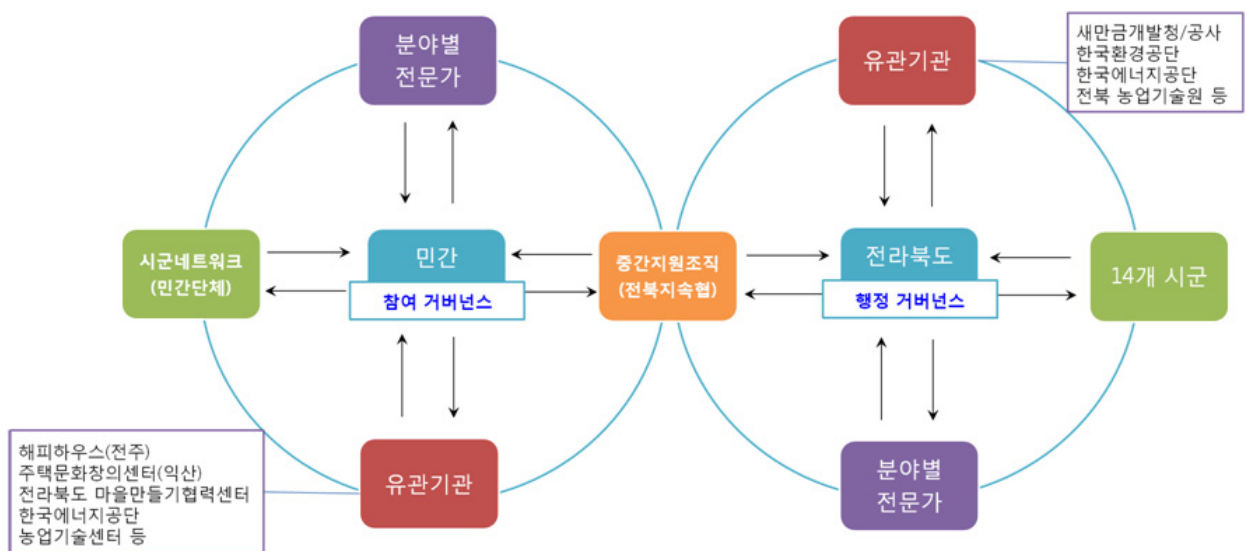 분야별
전문가
유관기관
새만금개발청/공사
한국환경공단
한국에너지공단
전북 농업기술원 등
시군네트워크
(민간단체)
민간
참여 거버넌스
중간지원조직
(전북지속협)
전라북도
행정 거버넌스
14개 시군
해피하우스(전주)
주택문화창의센터(익산)
전라북도 마을만들기협력센터
한국에너지공단
농업기술센터 등
유관기관
분야별
전문가